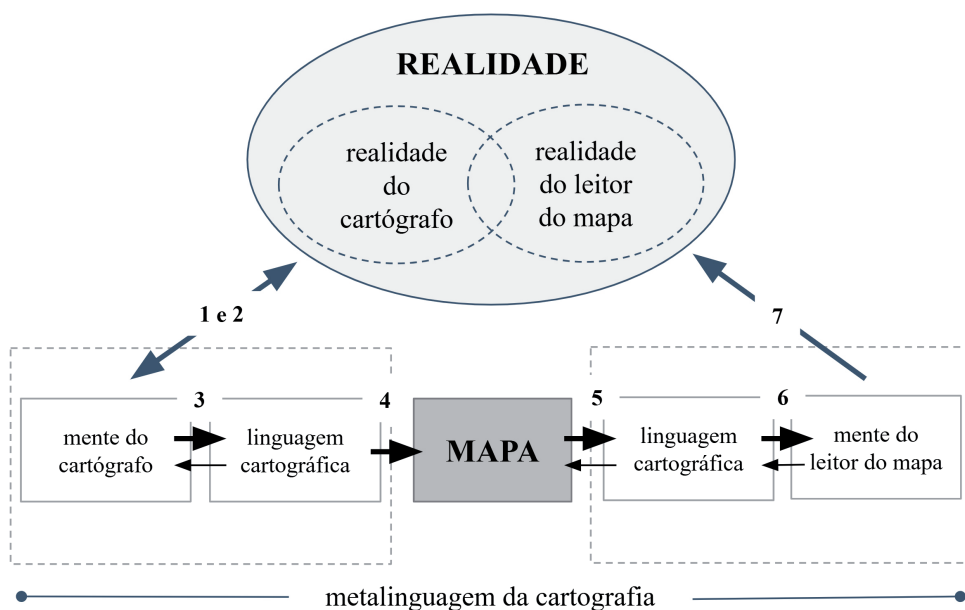 REALIDADE
realidade
do
cartógrafo
realidade
do leitor
do mapa
1 e 2
7
3
4
5
6
mente do
cartógrafo
linguagem
cartográfica
MAPA
linguagem
cartográfica
mente do
leitor do mapa
metalinguagem da cartografia